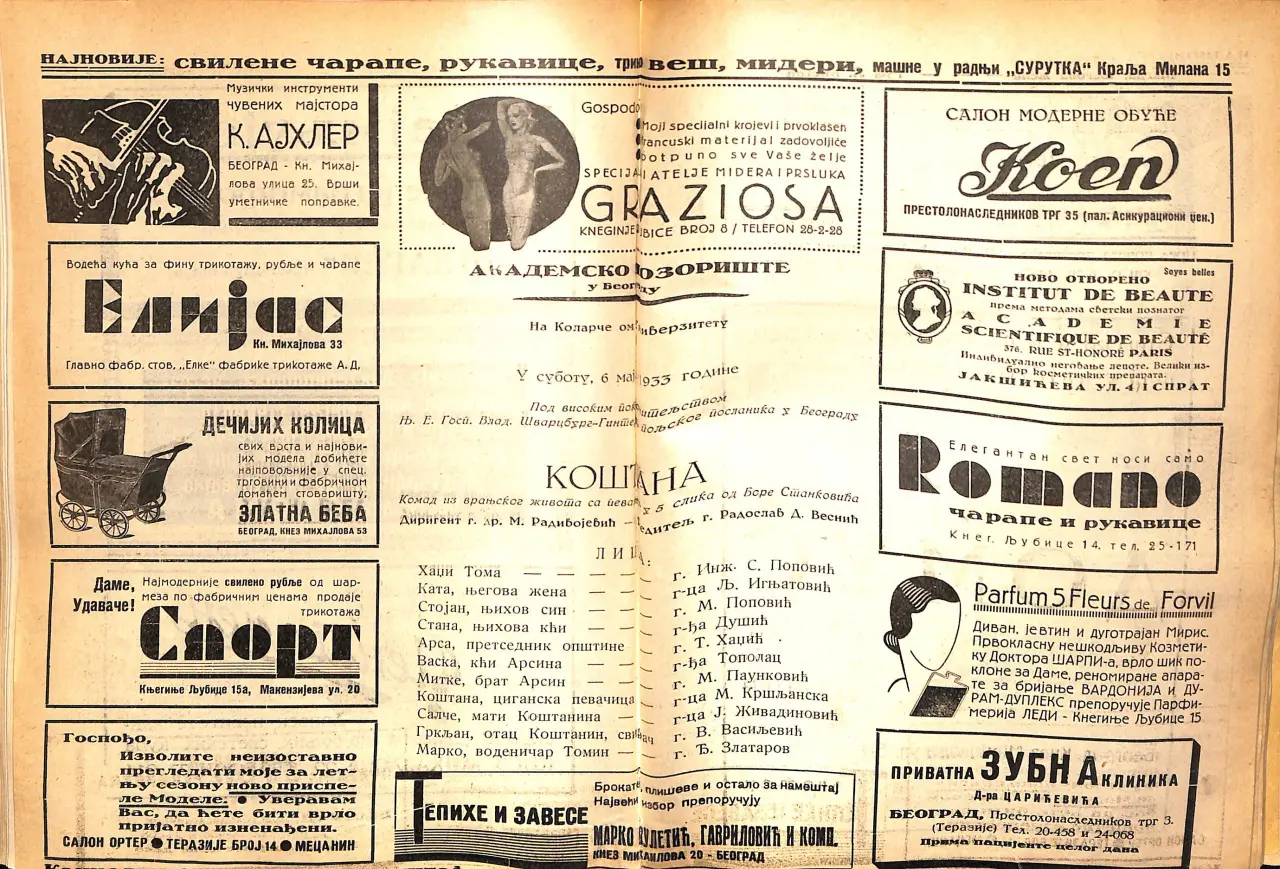 НАЈНОВИЈЕ: СВИЛЕНЕ ЧАРАПЕ, РУКАВИЦЕ, ТРИКО ВЕШ, МИДЕРИ, МАШНЕ У РАДЊИ „СУРУТКА“ КРАЉА МИЛАНА 15
Музички инструменти
чувених мајстора
К. АЈХЛЕР
БЕОГРАД - Кн. Михај-
лова улица 25. Врши
уметничке поправке.
Водећа кућа за фину трикотажу, рубље и чарапе
Елијас
Кн. Михајлова 33
Главно фабр. стов. „Елке“ фабрике трикотаже А. Д,
ДЕЧИЈИХ КОЛИЦА
свих врста и најнови-
јих модела добићете
најповољније у спец.
трговини и фабричном
домаћем стоваришту,
ЗЛАТНА БЕБА
БЕОГРАД, КНЕЗ МИХАЈЛОВА 53
Даме,
Удаваче!
Најмодерније свилено рубље од шар-
меза по фабричним ценама продаје
трикотажа
Спорт
Књегиње Љубице 15а, Макензијева ул. 20
Госпођо,
Изволите неизоставно
прегледати моје за лет-
њу сезону ново приспе-
ле Моделе. ● Уверавам
Вас, да ћете бити врло
пријатно изненађени.
САЛОН ОРТЕР ● ТЕРАЗИЈЕ БРОЈ 14 ● МЕЦАНИН
Gospodo
Moji specijalni krojevi i prvoklasen
francuski materijal zadovoljiće
potpuno sve Vaše želje
ATELJE MIDERA I PRSLUKA
GRAZIOSA
BROJ 8 / TELEFON 28-2-28
АКАДЕМСКО ПОЗОРИШТЕ
у Београду
На Коларчевом Универзитету
У суботу, 6 маја 1933 године
Под високим покровитељством
Њ. Е. Госп. Влад. пољског посланика у Београду
КОШТАНА
Комад из врањског живота са певањем у 5 слика од Боре Станковића
Диригент г. др. М. Радивојевић — Редитељ г. Радослав Д. Веснић
ЛИЦА:
Хаџи Тома — — — — г. Инж. С. Поповић
Ката, његова жена — — г-ца Љ. Игњатовић
Стојан, њихов син — — г. М. Поповић
Стана, њихова кћи — — г-ђа Душић
Арса, претседник општине — г. Т. Хаџић
Васка, кћи Арсина — — г-ђа Тополац
Митке, брат Арсин — — г. М. Паунковић
Коштана, циганска певачица — г-ца М. Кршљанска
Салче, мати Коштанина — — г-ца Ј. Живадиновић
Гркљан, отац Коштанин, свирач г. В. Васиљевић
Марко, воденичар Томин — — г. Ђ. Златаров
ТЕПИХЕ И ЗАВЕСЕ
Брокате, плишеве и остало за намештај
Највећи избор препоручују
МАРКО ВУЛЕТИЋ, ГАВРИЛОВИЋ И КОМП.
КНЕЗ МИХАИЛОВА 20 - БЕОГРАД
САЛОН МОДЕРНЕ ОБУЋЕ
Коен
ПРЕСТОЛОНАСЛЕДНИКОВ ТРГ 35 (пал. Асикурациони џен.)
НОВО ОТВОРЕНО
Soyes belles
INSTITUT DE BEAUTE
према методама светски познатог
ACADEMIE
SCIENTIFIQUE DE BEAUTÉ
376, RUE ST-HONORÉ PARIS
Индивидуално неговање лепоте. Велики из-
бор козметичких препарата.
ЈАКШИЋЕВА УЛ. 4/I СПРАТ
Елегантан свет носи само
Romano
чарапе и рукавице
Кнег. Љубице 14, тел. 25-171
Parfum 5 Fleurs de Forvil
Диван, јевтин и дуготрајан Мирис.
Првокласну нешкодљиву Козмети-
ку Доктора ШАРПИ-а, врло шик по-
клоне за Даме, реномиране апара-
те за бријање ВАРДОНИЈА и ДУ-
РАМ-ДУПЛЕКС препоручује Парфи-
мерија ЛЕДИ - Кнегиње Љубице 15
ПРИВАТНА ЗУБНА КЛИНИКА
Д-ра ЦАРИЋЕВИЋА
БЕОГРАД, Престолонаследников трг 3.
(Теразије) Тел. 20-458 и 24-068
Прима пацијенте целог дана